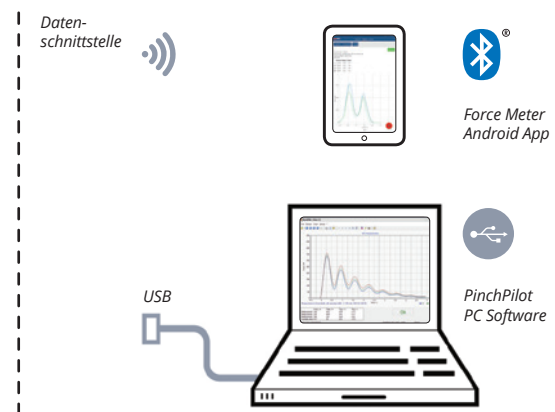 Daten-
schnittstelle
®
Force Meter
Android App
USB
PinchPilot
PC Software